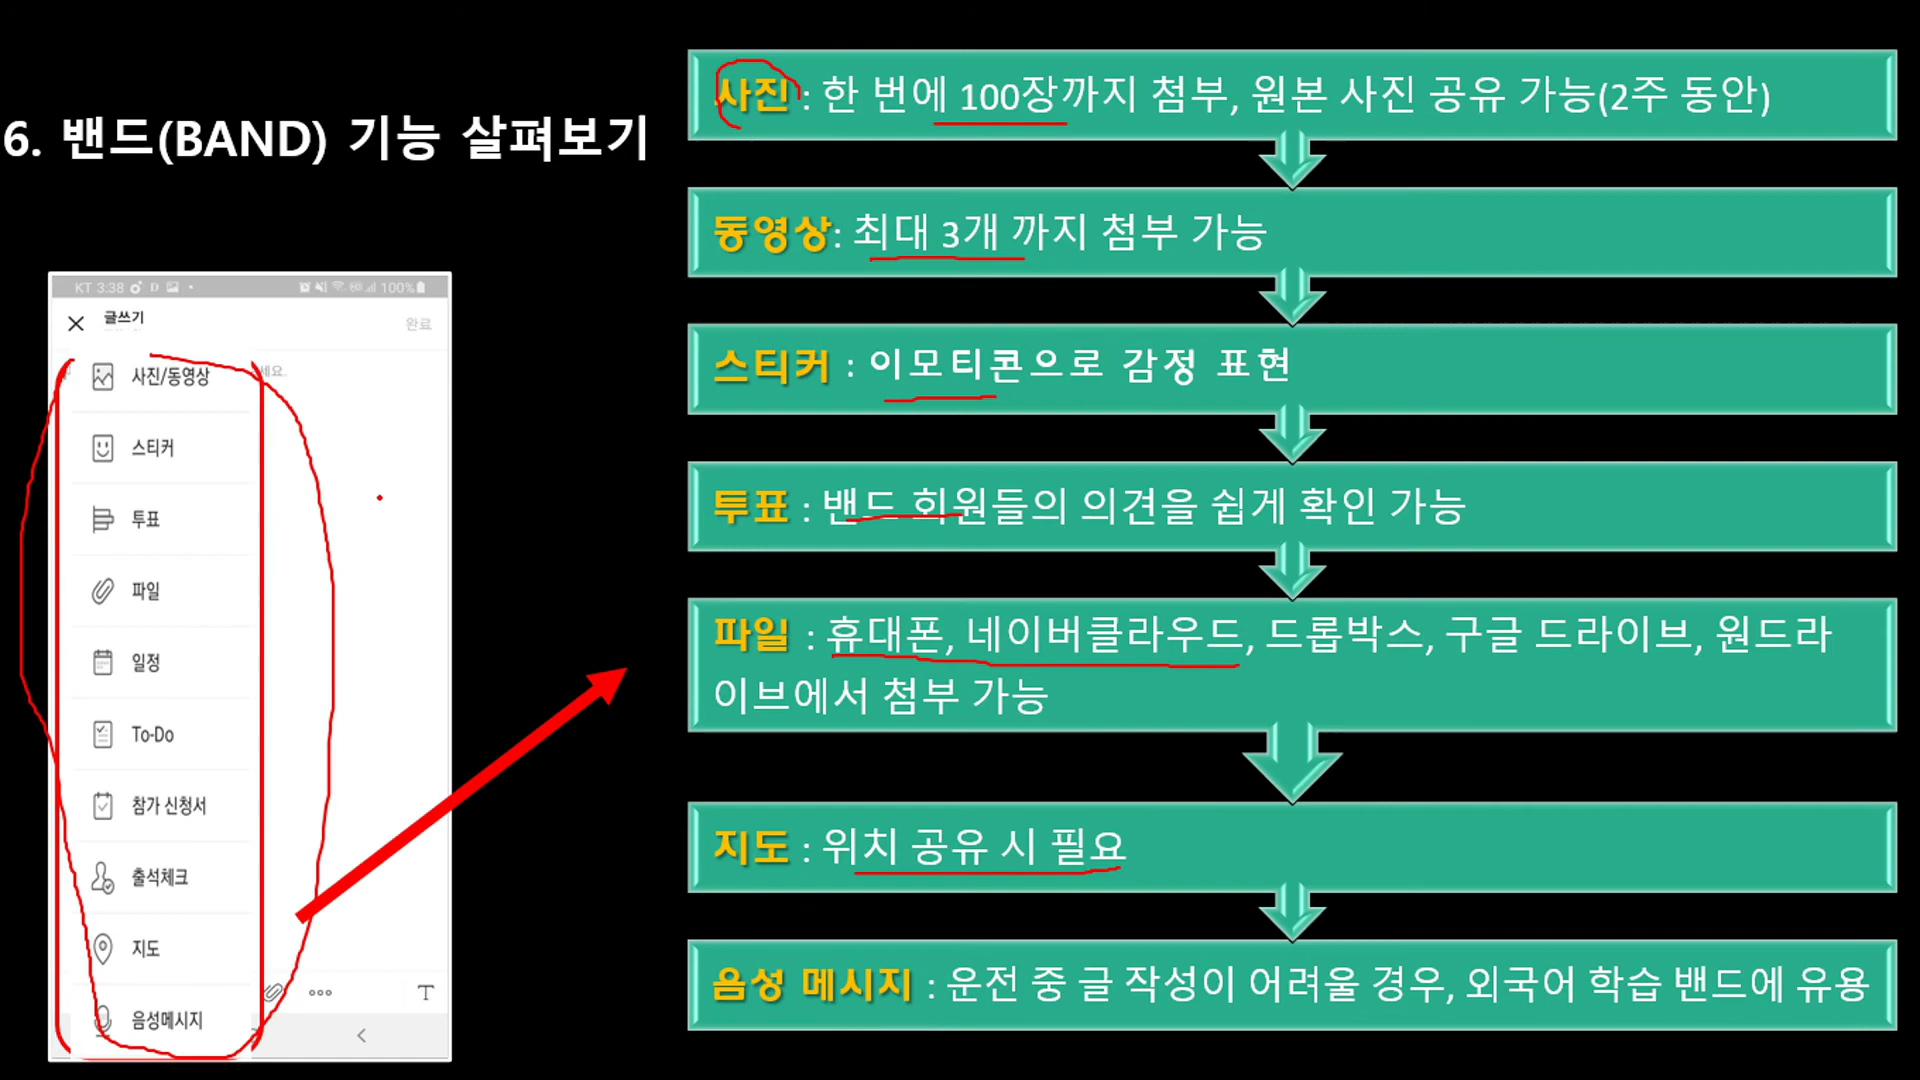 6. 밴드(BAND) 기능 살펴보기
KT 3:38
100%
글쓰기
완료
세요.
사진/동영상
스티커
투표
파일
일정
To-Do
참가 신청서
출석체크
지도
음성메시지
T
사진 : 한 번에 100장까지 첨부, 원본 사진 공유 가능(2주 동안)
동영상: 최대 3개 까지 첨부 가능
스티커 : 이모티콘으로 감정 표현
투표 : 밴드 회원들의 의견을 쉽게 확인 가능
파일 : 휴대폰, 네이버클라우드, 드롭박스, 구글 드라이브, 원드라
이브에서 첨부 가능
지도 : 위치 공유 시 필요
음성 메시지 : 운전 중 글 작성이 어려울 경우, 외국어 학습 밴드에 유용